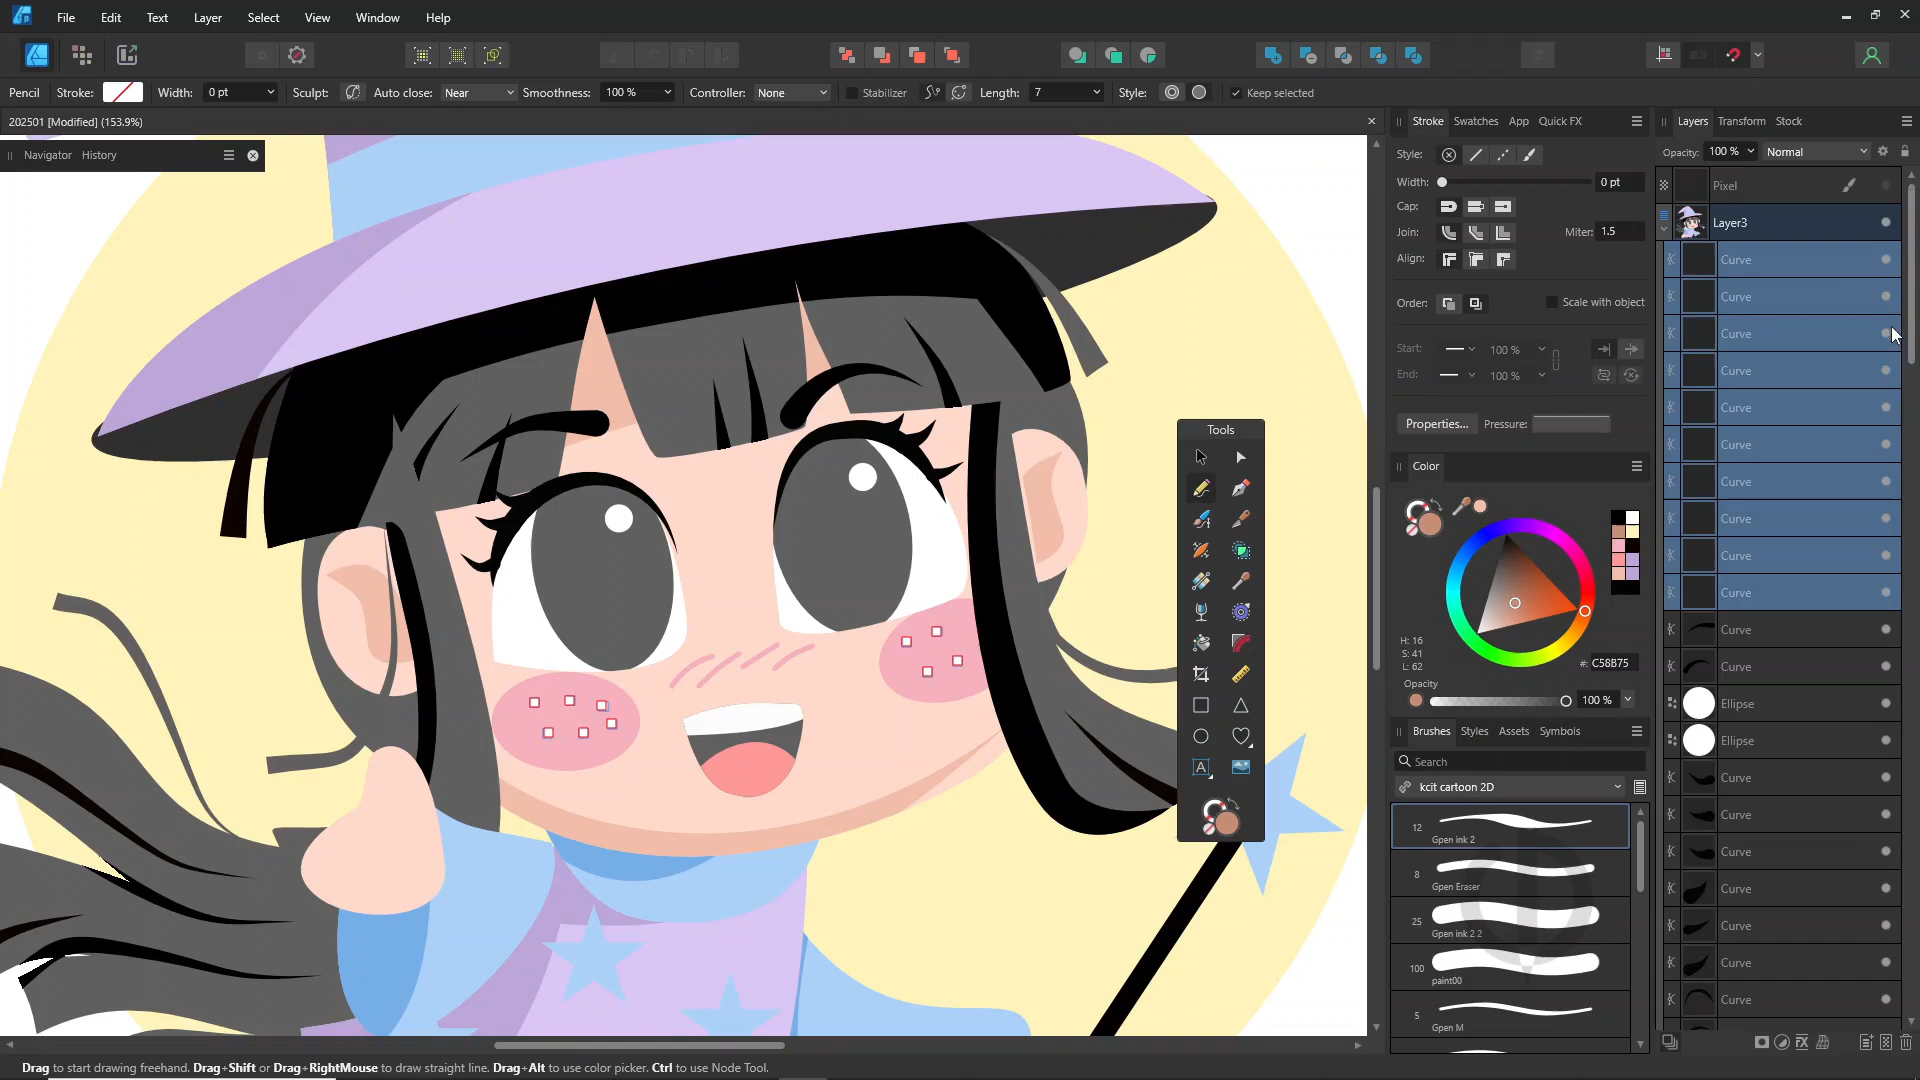 File Edit Text Layer Select View Window Help
Pencil Stroke: Width: 0 pt Sculpt: Auto close: Near Smoothness: 100 % Controller: None Stabilizer Length: 7 Style: Keep selected
202501 [Modified] (153.9%)
Navigator History
Stroke Swatches App Quick FX
Style:
Width: 0 pt
Cap:
Join: Miter: 1.5
Align:
Order: Scale with object
Start: 100 %
End: 100 %
Properties... Pressure:
Color
H: 16
S: 41
L: 62
#: C58B75
Opacity
100 %
Brushes Styles Assets Symbols
Search
kcit cartoon 2D
12 Gpen ink 2
8 Gpen Eraser
25 Gpen ink 2 2
100 paint00
5 Gpen M
Tools
Layers Transform Stock
Opacity: 100 % Normal
Pixel
Layer3
Curve
Curve
Curve
Curve
Curve
Curve
Curve
Curve
Curve
Curve
Curve
Curve
Ellipse
Ellipse
Curve
Curve
Curve
Curve
Curve
Curve
Curve
Drag to start drawing freehand. Drag+Shift or Drag+RightMouse to draw straight line. Drag+Alt to use color picker. Ctrl to use Node Tool.